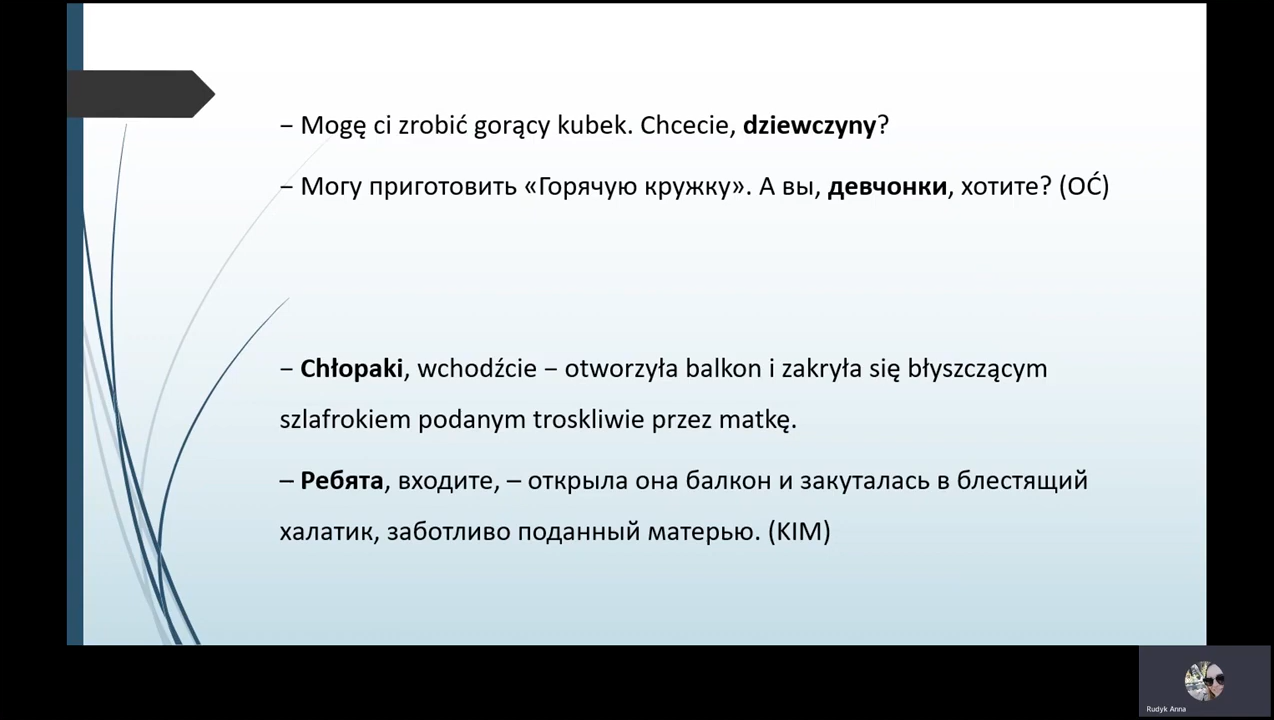 − Mogę ci zrobić gorący kubek. Chcecie, dziewczyny?
− Могу приготовить «Горячую кружку». А вы, девчонки, хотите? (OĆ)
− Chłopaki, wchodźcie − otworzyła balkon i zakryła się błyszczącym
szlafrokiem podanym troskliwie przez matkę.
– Ребята, входите, – открыла она балкон и закуталась в блестящий
халатик, заботливо поданный матерью. (KIM)
Rudyk Anna